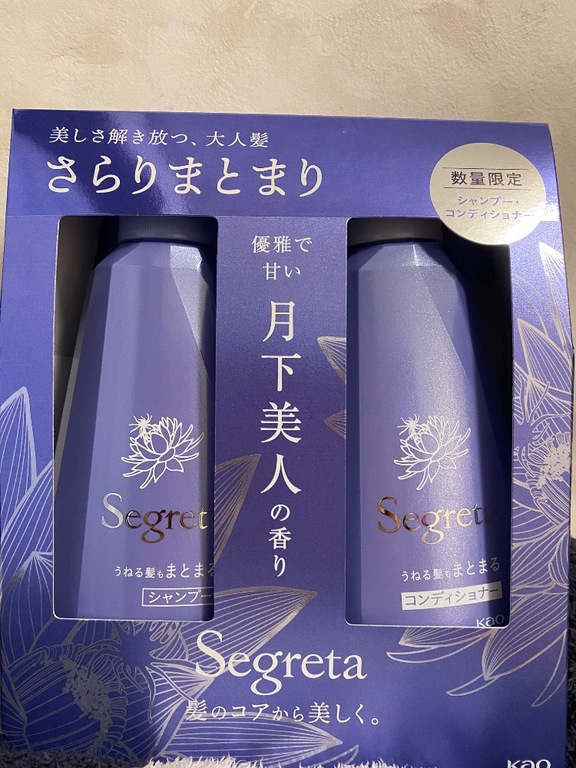 美しさ解き放つ、大人髪
さらりまとまり
数量限定
シャンプー・
コンディショナー
優雅で
甘い
月下美人の香り
Segret
うねる髪もまとまる
シャンプー
Segreta
うねる髪もまとまる
コンディショナー
Kao
Segreta
髪のコアから美しく。
Kao